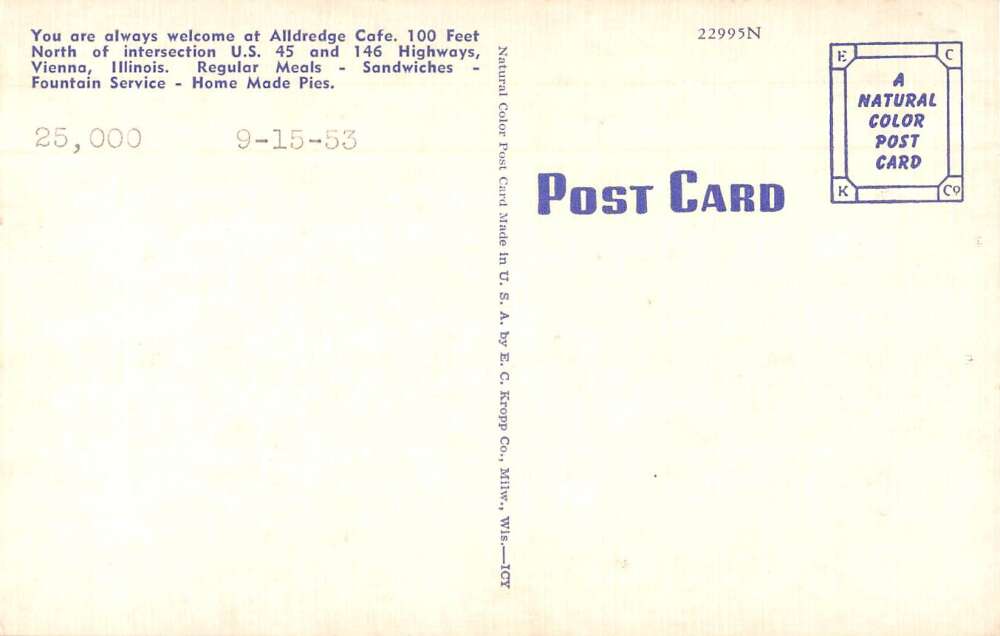 You are always welcome at Alldredge Cafe. 100 Feet
North of intersection U.S. 45 and 146 Highways,
Vienna, Illinois. Regular Meals - Sandwiches -
Fountain Service - Home Made Pies.
25,000 9-15-53
Natural Color Post Card Made in U. S. A. by E. C. Kropp Co., Milw., Wis.—ICY
22995N
POST CARD
E C
A
NATURAL
COLOR
POST
CARD
K Co